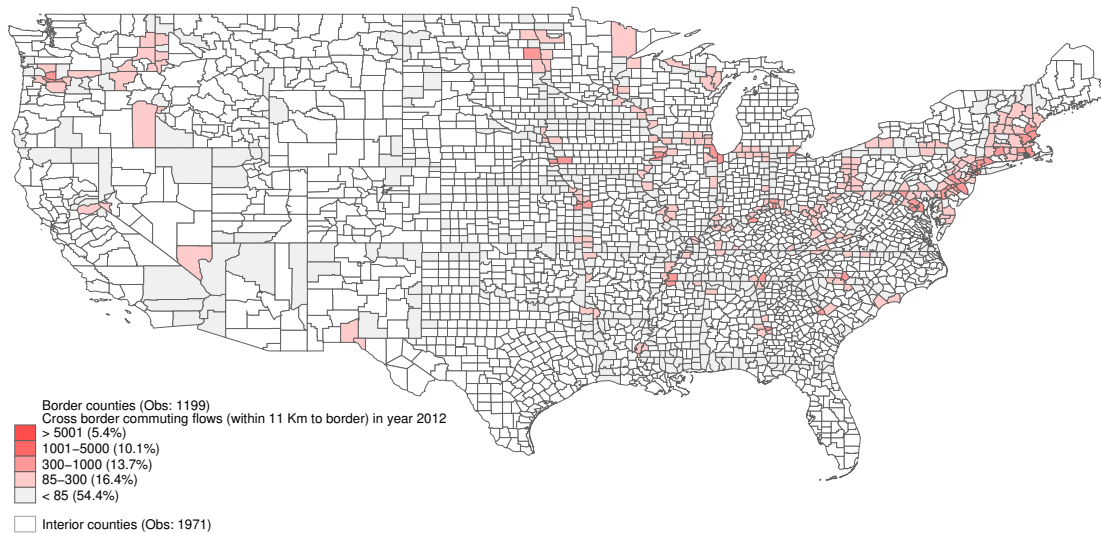 Border counties (Obs: 1199)
Cross border commuting flows (within 11 Km to border) in year 2012
> 5001 (5.4%)
1001−5000 (10.1%)
300−1000 (13.7%)
85−300 (16.4%)
< 85 (54.4%)
Interior counties (Obs: 1971)